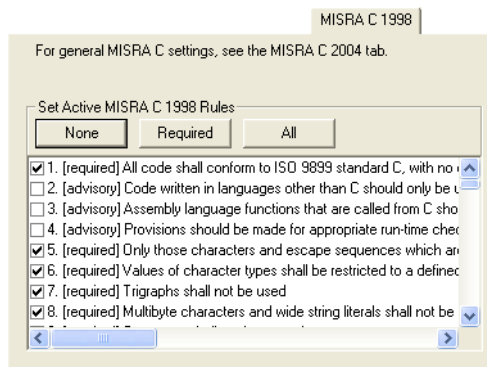 MISRA C 1998
For general MISRA C settings, see the MISRA C 2004 tab.
Set Active MISRA C 1998 Rules
None Required All
1. [required] All code shall conform to ISO 9899 standard C, with no
2. [advisory] Code written in languages other than C should only be
3. [advisory] Assembly language functions that are called from C
4. [advisory] Provisions should be made for appropriate run-time
5. [required] Only those characters and escape sequences which
6. [required] Values of character types shall be restricted to a defined
7. [required] Trigraphs shall not be used
8. [required] Multibyte characters and wide string literals shall not be